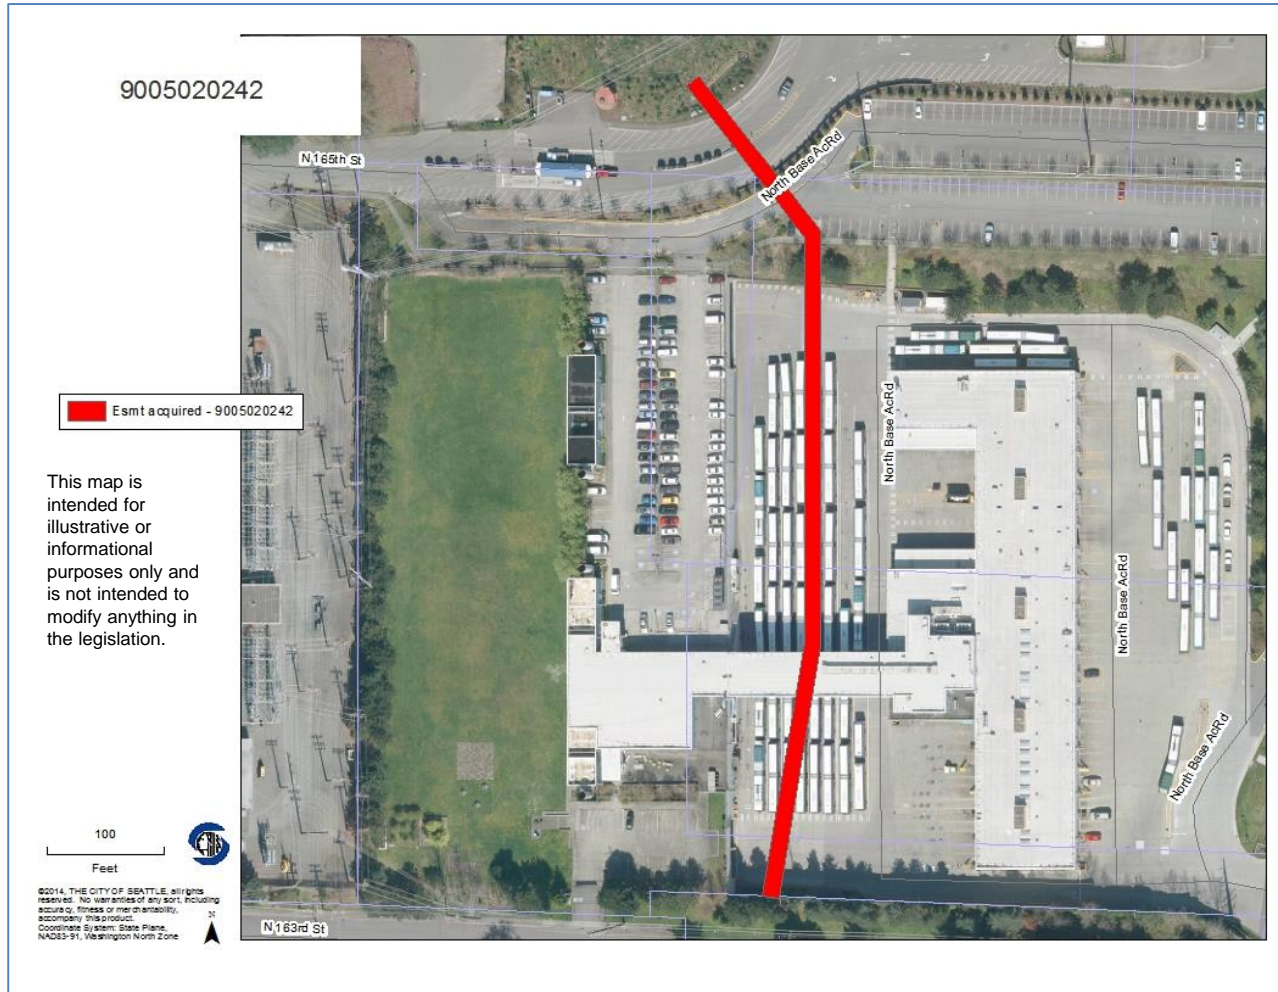 9005020242
N 165th St
North Base AcRd
Esmt acquired - 9005020242
North Base AcRd
This map is
intended for
illustrative or
informational
purposes only and
is not intended to
modify anything in
the legislation.
North Base AcRd
North Base AcRd
100
Feet
©2014, THE CITY OF SEATTLE, all rights
reserved. No warranties of any sort, including
accuracy, fitness or merchantability,
accompany this product.
Coordinate System: State Plane,
NAD83-91, Washington North Zone
N
N 163rd St